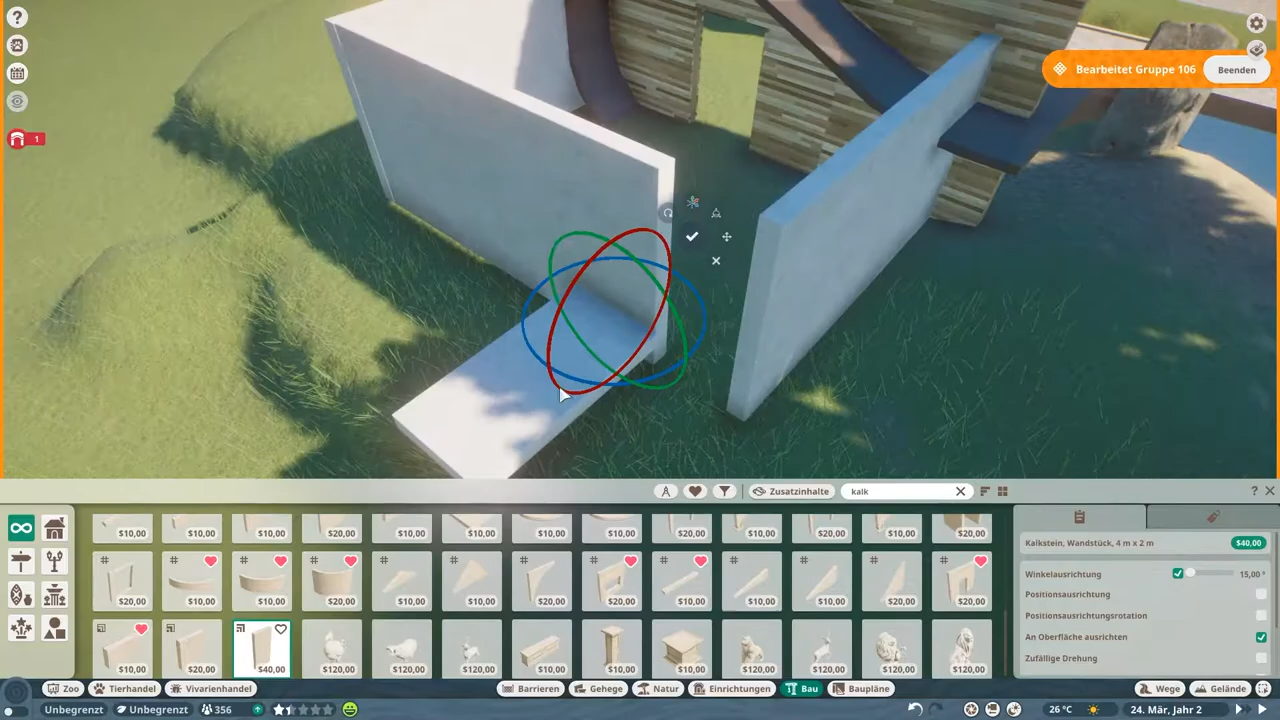 Bearbeitet Gruppe 106
Beenden
1
Zusatzinhalte
kalk
$10,00 $10,00 $10,00 $20,00 $10,00 $10,00 $10,00 $10,00 $20,00 $10,00 $20,00 $10,00 $10,00
$20,00 $10,00 $10,00 $20,00 $10,00 $10,00 $20,00 $20,00 $10,00 $10,00 $10,00 $10,00 $20,00
$10,00 $20,00 $40,00 $120,00 $120,00 $120,00 $10,00 $10,00 $20,00 $120,00 $120,00 $120,00 $120,00
Kalkstein, Wandstück, 4 m x 2 m $40,00
Winkelausrichtung 15,00°
Positionsausrichtung
Positionsausrichtungsrotation
An Oberfläche ausrichten
Zufällige Drehung
Zoo Tierhandel Vivarienhandel Barrieren Gehege Natur Einrichtungen Bau Baupläne Wege Gelände
Unbegrenzt Unbegrenzt 356 26 °C 24. Mär, Jahr 2